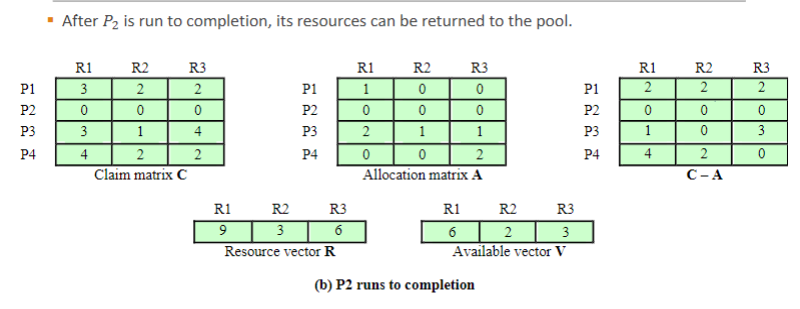 ▪ After P₂ is run to completion, its resources can be returned to the pool.
R1 R2 R3 R1 R2 R3 R1 R2 R3
P1 3 2 2 P1 1 0 0 P1 2 2 2
P2 0 0 0 P2 0 0 0 P2 0 0 0
P3 3 1 4 P3 2 1 1 P3 1 0 3
P4 4 2 2 P4 0 0 2 P4 4 2 0
Claim matrix C Allocation matrix A C – A
R1 R2 R3 R1 R2 R3
9 3 6 6 2 3
Resource vector R Available vector V
(b) P2 runs to completion